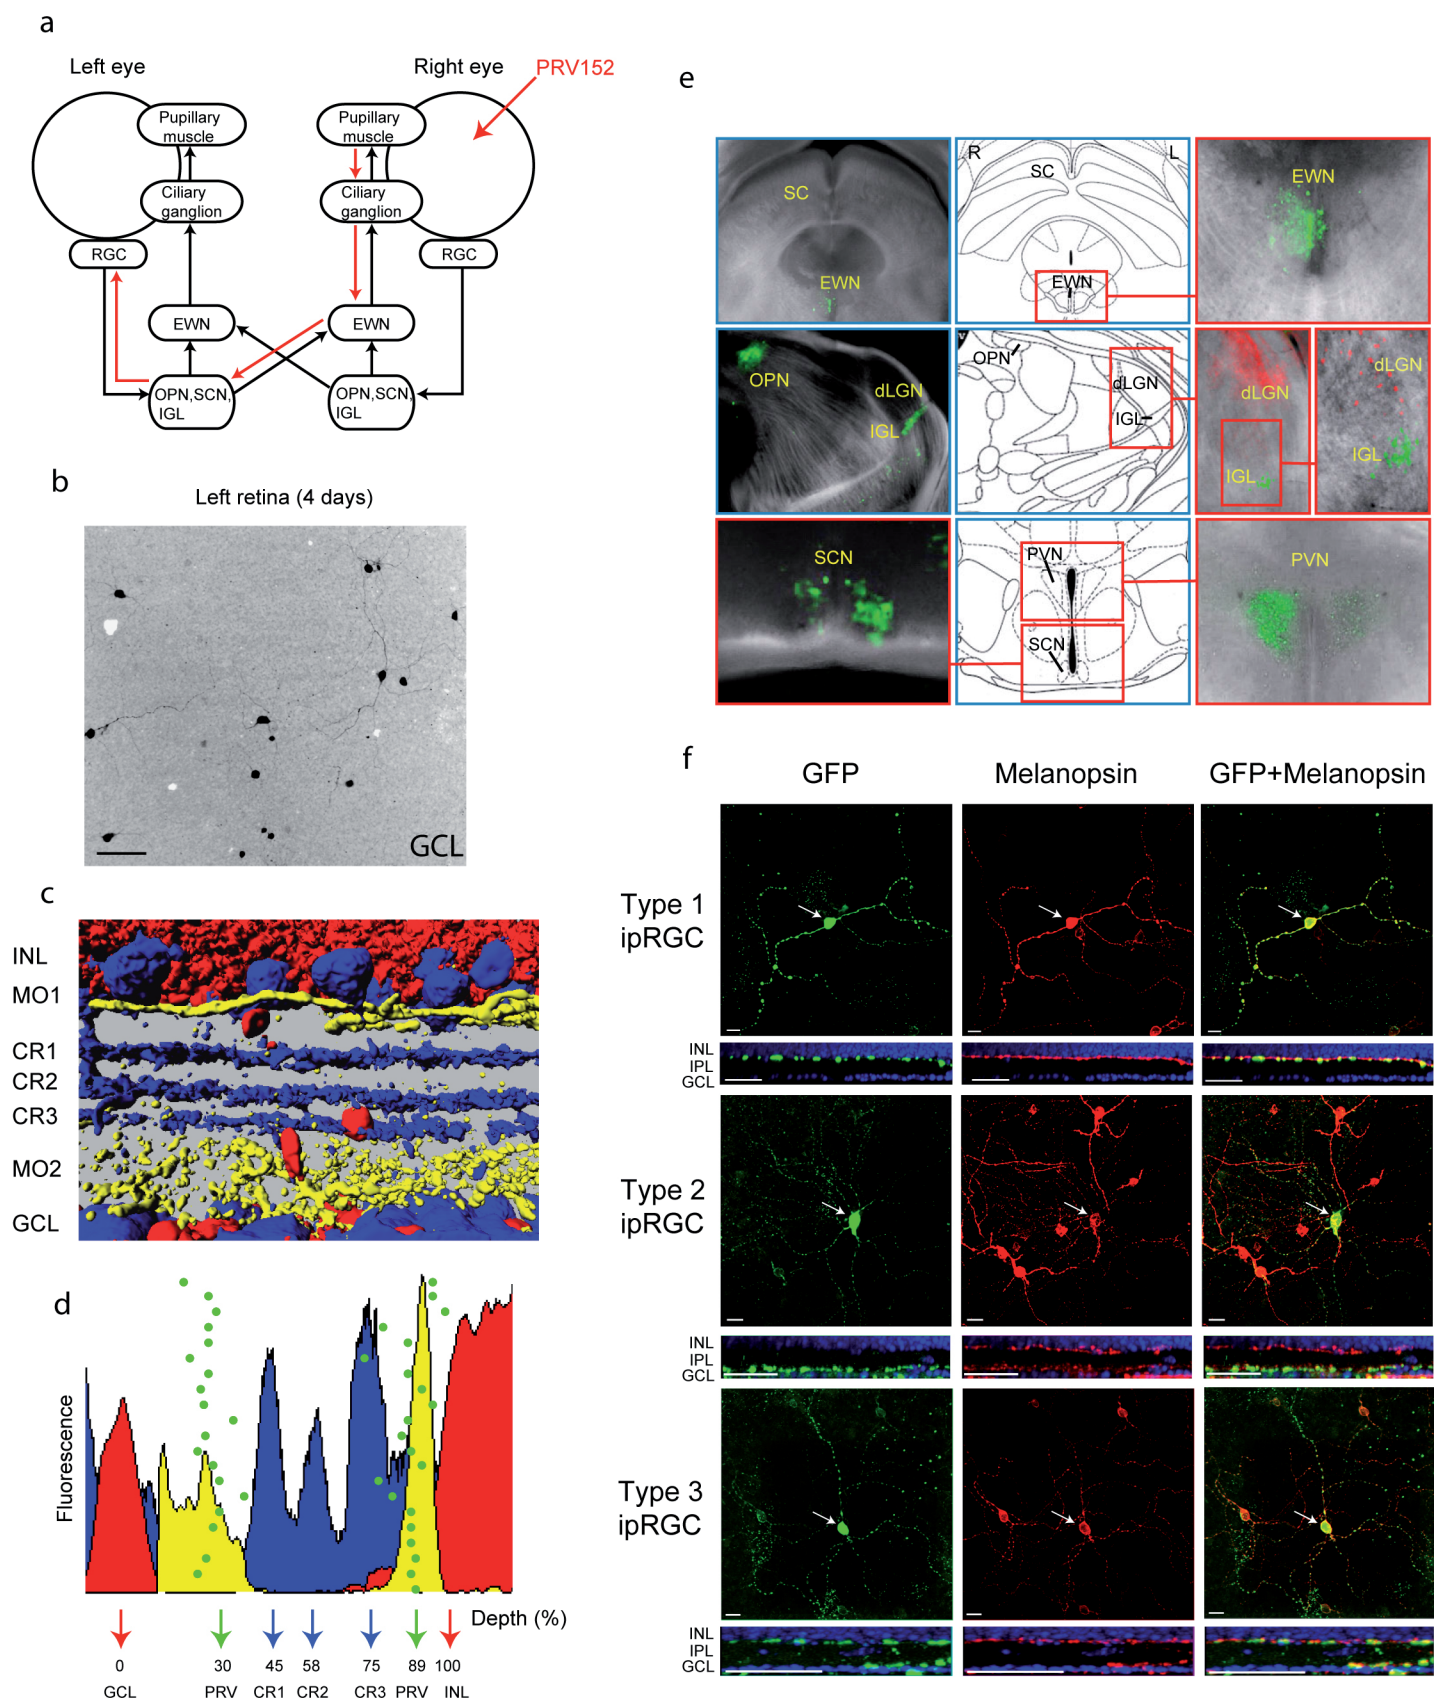 a
Left eye
Right eye
PRV152
Pupillary
muscle
Pupillary
muscle
Ciliary
ganglion
Ciliary
ganglion
RGC
RGC
EWN
EWN
OPN,SCN,
IGL
OPN,SCN,
IGL
b
Left retina (4 days)
GCL
c
INL
MO1
CR1
CR2
CR3
MO2
GCL
d
Fluorescence
Depth (%)
0 30 45 58 75 89 100
GCL PRV CR1 CR2 CR3 PRV INL
e
SC
EWN
R L
SC
EWN
EWN
OPN
dLGN
IGL
OPN
dLGN
IGL
dLGN
IGL
dLGN
IGL
SCN
PVN
SCN
PVN
f
GFP Melanopsin GFP+Melanopsin
Type 1
ipRGC
INL
IPL
GCL
Type 2
ipRGC
INL
IPL
GCL
Type 3
ipRGC
INL
IPL
GCL